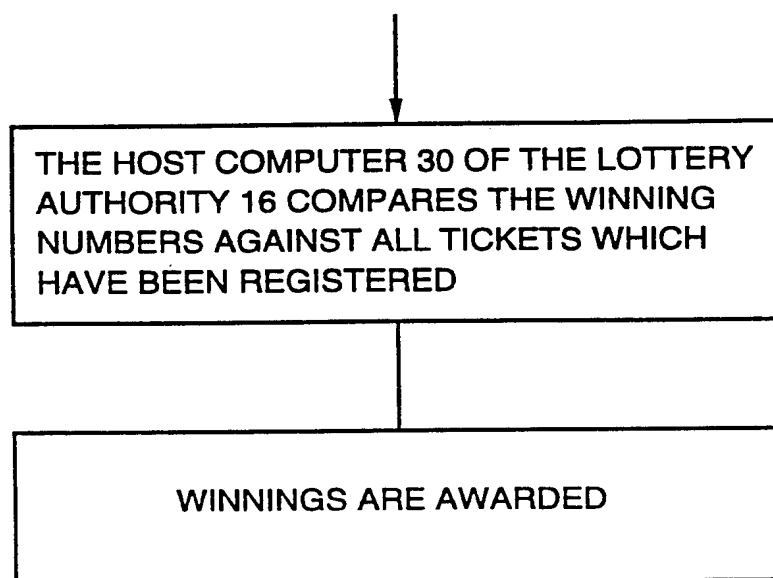 THE HOST COMPUTER 30 OF THE LOTTERY
AUTHORITY 16 COMPARES THE WINNING
NUMBERS AGAINST ALL TICKETS WHICH
HAVE BEEN REGISTERED
WINNINGS ARE AWARDED